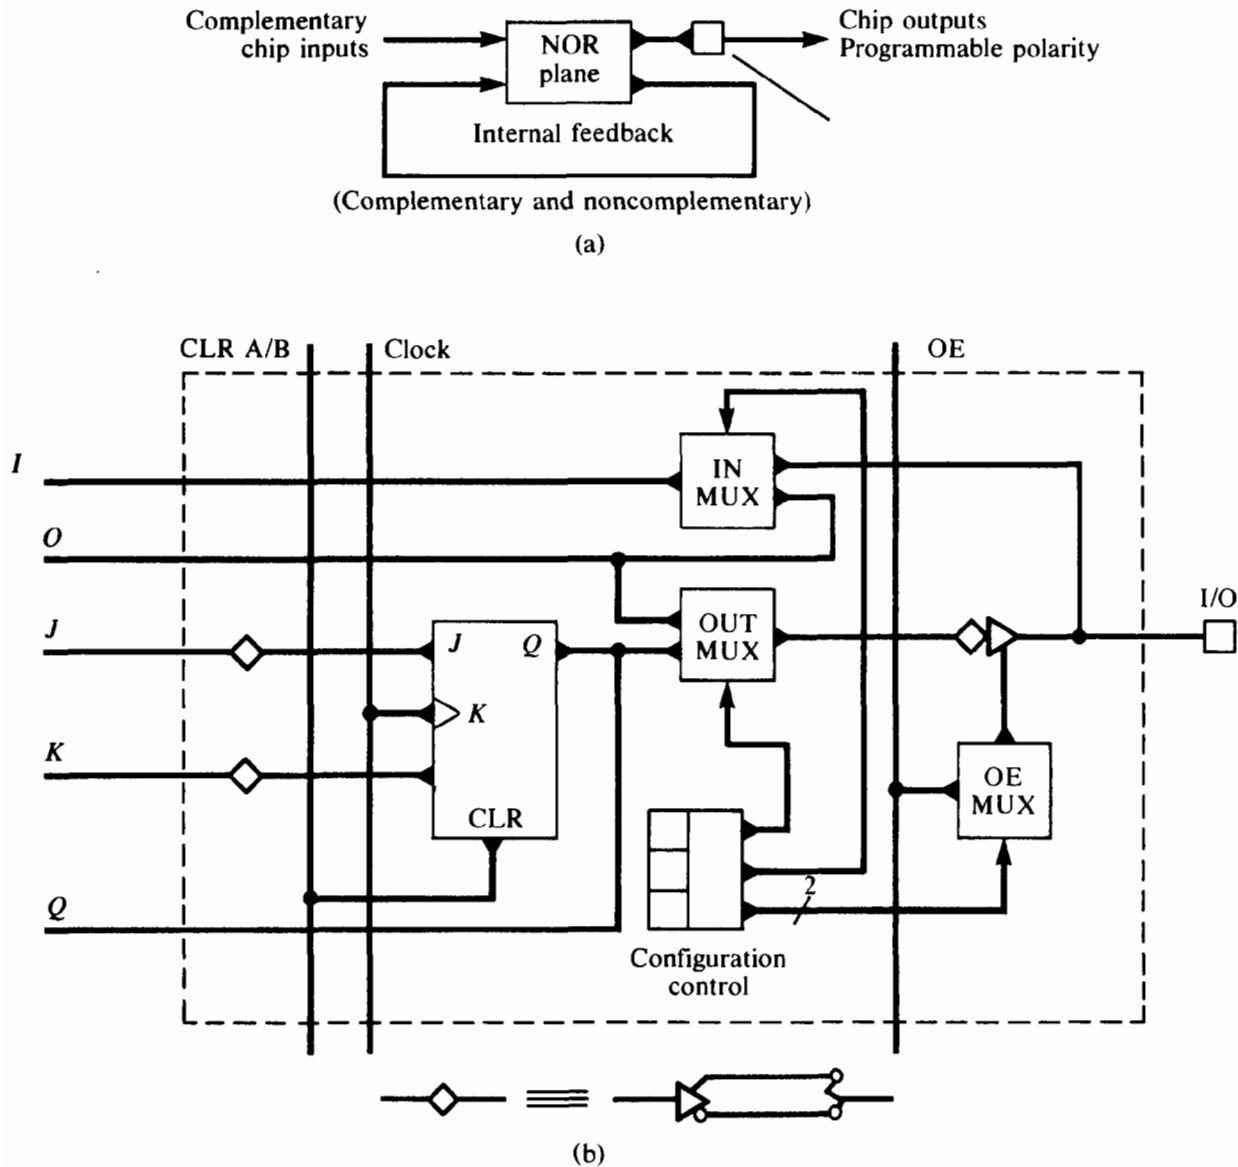 Complementary
chip inputs
NOR
plane
Chip outputs
Programmable polarity
Internal feedback
(Complementary and noncomplementary)
(a)
CLR A/B
Clock
OE
I
IN
MUX
O
I/O
OUT
MUX
J
J
Q
K
K
OE
MUX
CLR
2
Q
Configuration
control
(b)